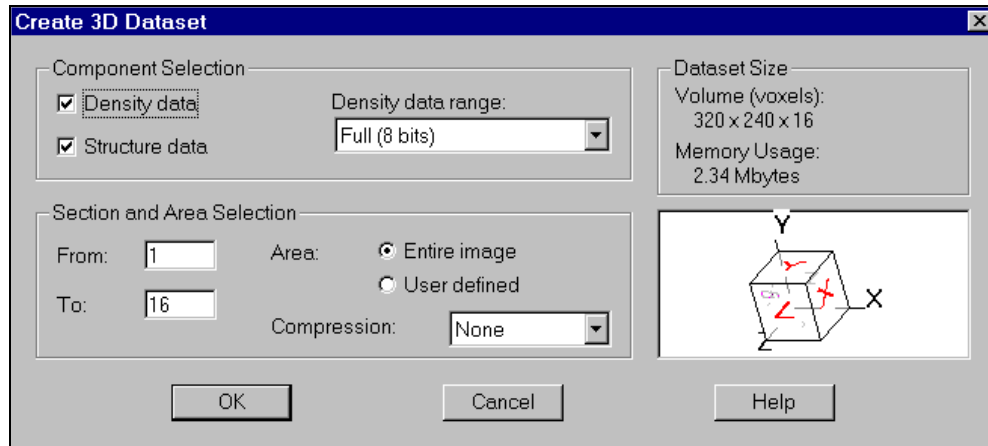 Create 3D Dataset
Component Selection
Density data
Structure data
Density data range:
Full (8 bits)
Dataset Size
Volume (voxels):
320 x 240 x 16
Memory Usage:
2.34 Mbytes
Section and Area Selection
From: 1
To: 16
Area:
Entire image
User defined
Compression: None
Y
Y
X
X
Z
Z
OK
Cancel
Help